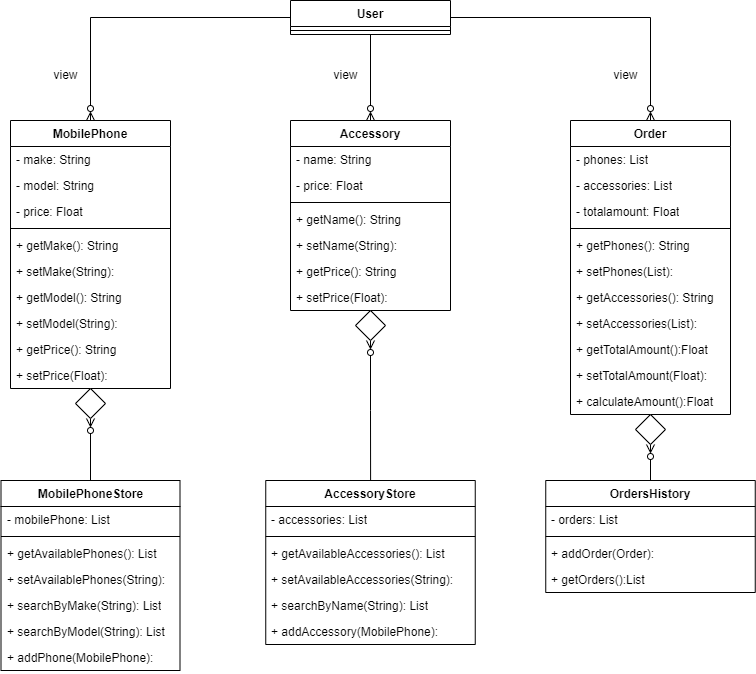 User
view
view
view
MobilePhone
- make: String
- model: String
- price: Float
+ getMake(): String
+ setMake(String):
+ getModel(): String
+ setModel(String):
+ getPrice(): String
+ setPrice(Float):
Accessory
- name: String
- price: Float
+ getName(): String
+ setName(String):
+ getPrice(): String
+ setPrice(Float):
Order
- phones: List
- accessories: List
- totalamount: Float
+ getPhones(): String
+ setPhones(List):
+ getAccessories(): String
+ setAccessories(List):
+ getTotalAmount():Float
+ setTotalAmount(Float):
+ calculateAmount():Float
MobilePhoneStore
- mobilePhone: List
+ getAvailablePhones(): List
+ setAvailablePhones(String):
+ searchByMake(String): List
+ searchByModel(String): List
+ addPhone(MobilePhone):
AccessoryStore
- accessories: List
+ getAvailableAccessories(): List
+ setAvailableAccessories(String):
+ searchByName(String): List
+ addAccessory(MobilePhone):
OrdersHistory
- orders: List
+ addOrder(Order):
+ getOrders():List